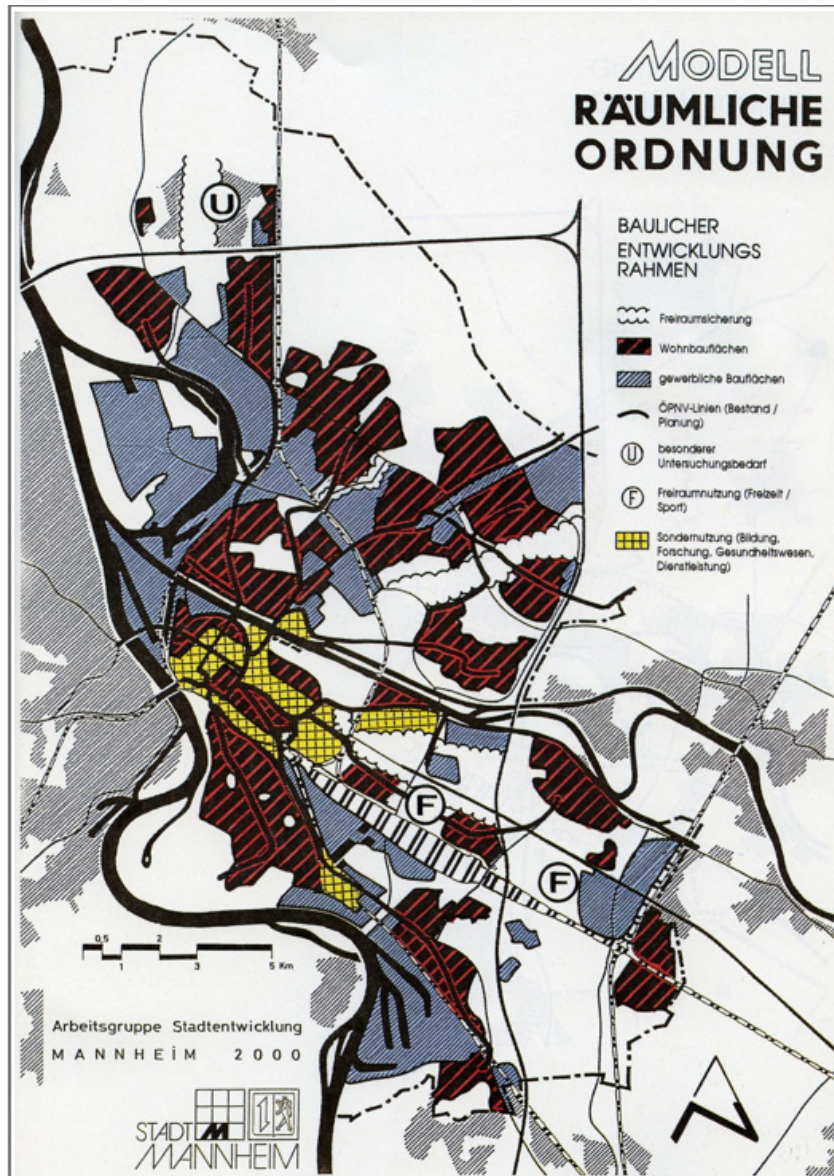 MODELL
RÄUMLICHE
ORDNUNG
BAULICHER
ENTWICKLUNGS
RAHMEN
Freiraumsicherung
Wohnbauflächen
gewerbliche Bauflächen
ÖPNV-Linien (Bestand /
Planung)
U besonderer
Untersuchungsbedarf
F Freiraumnutzung (Freizeit /
Sport)
Sondernutzung (Bildung,
Forschung, Gesundheitswesen,
Dienstleistung)
U
F
F
0,5 2
1 3 5 Km
Arbeitsgruppe Stadtentwicklung
MANNHEiM 2000
STADT M
MANNHEIM